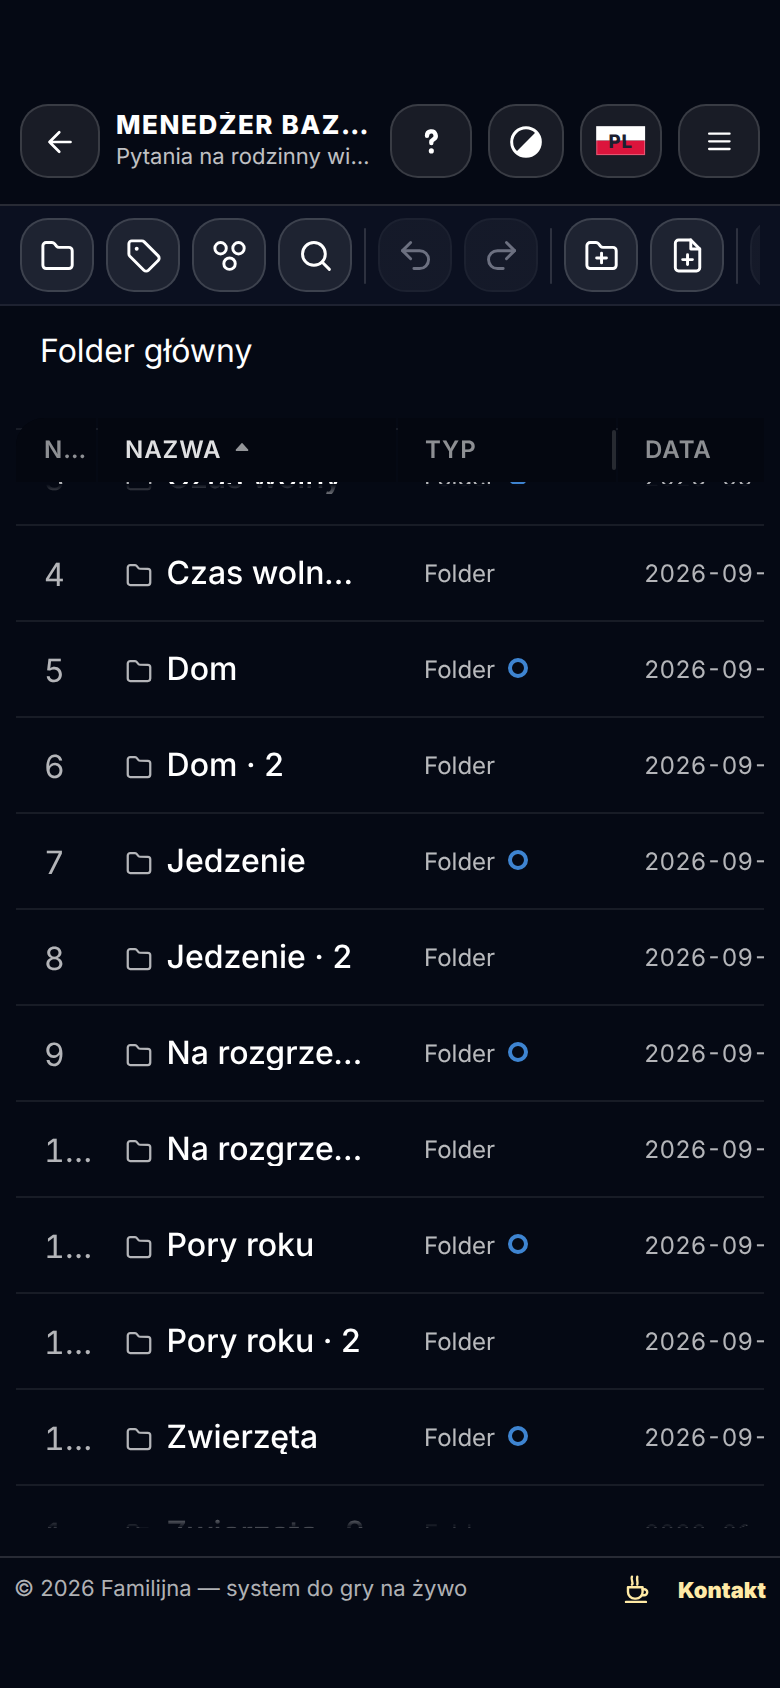 MENEDŻER BAZ...
Pytania na rodzinny wi...
?
PL
Folder główny
N... NAZWA TYP DATA
Czas wolny Folder
4 Czas woln... Folder 2026-09-
5 Dom Folder 2026-09-
6 Dom · 2 Folder 2026-09-
7 Jedzenie Folder 2026-09-
8 Jedzenie · 2 Folder 2026-09-
9 Na rozgrze... Folder 2026-09-
1... Na rozgrze... Folder 2026-09-
1... Pory roku Folder 2026-09-
1... Pory roku · 2 Folder 2026-09-
1... Zwierzęta Folder 2026-09-
© 2026 Familijna — system do gry na żywo
Kontakt